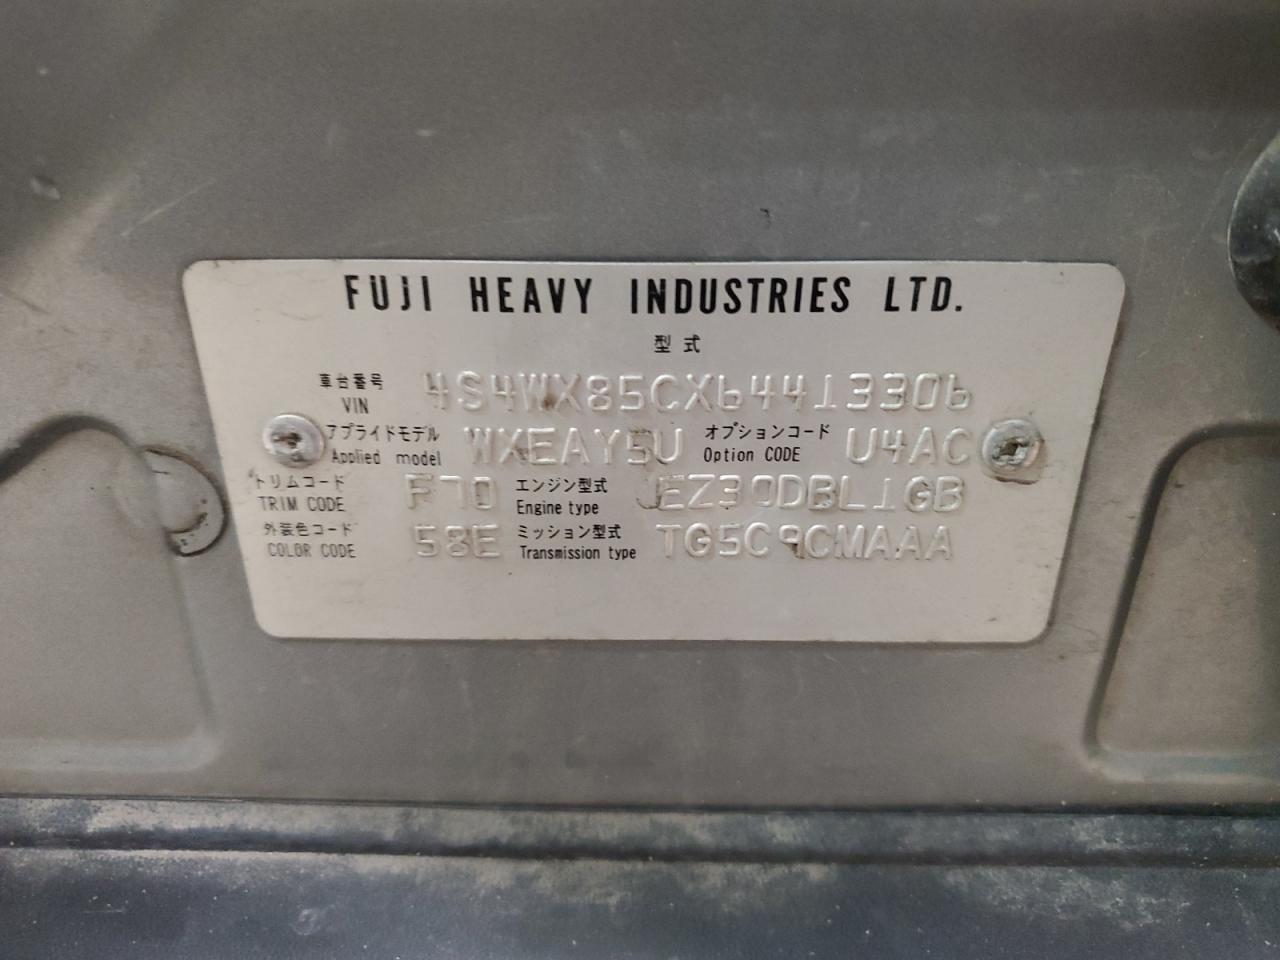 FUJI HEAVY INDUSTRIES LTD.
型式
車台番号 VIN 4S4WX85CX64413306
アプライドモデル Applied model WXEAY5U オプションコード Option CODE U4AC
トリムコード TRIM CODE F70 エンジン型式 Engine type EZ30DBL1GB
外装色コード COLOR CODE 58E ミッション型式 Transmission type TG5C9CMAAA